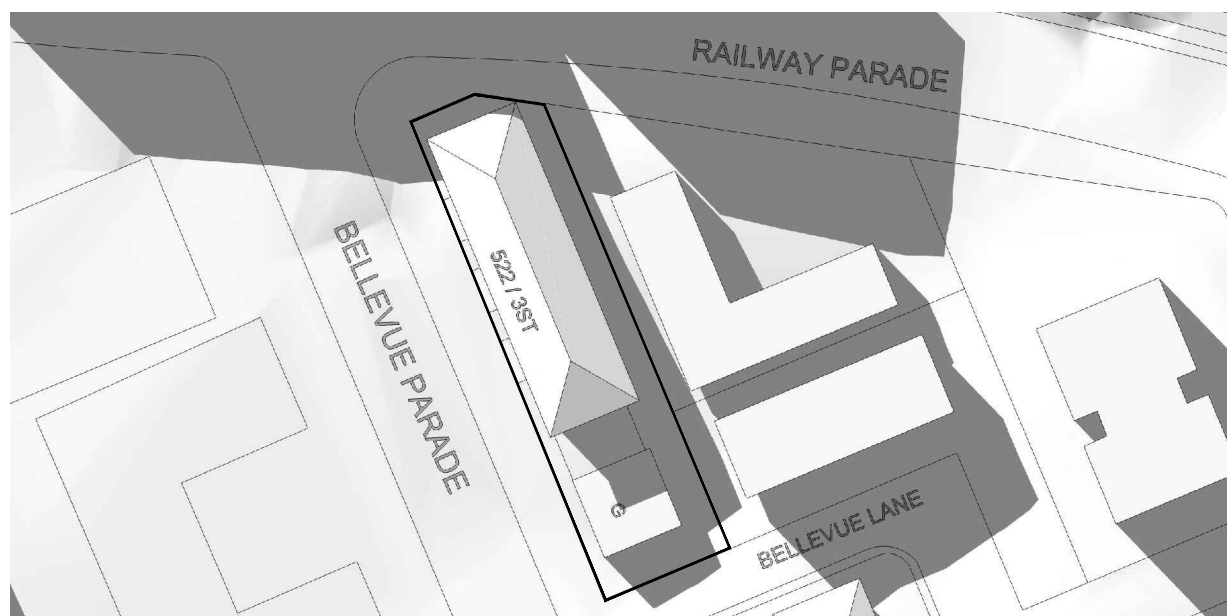 RAILWAY PARADE
BELLEVUE PARADE
522 / 3ST
G
BELLEVUE LANE